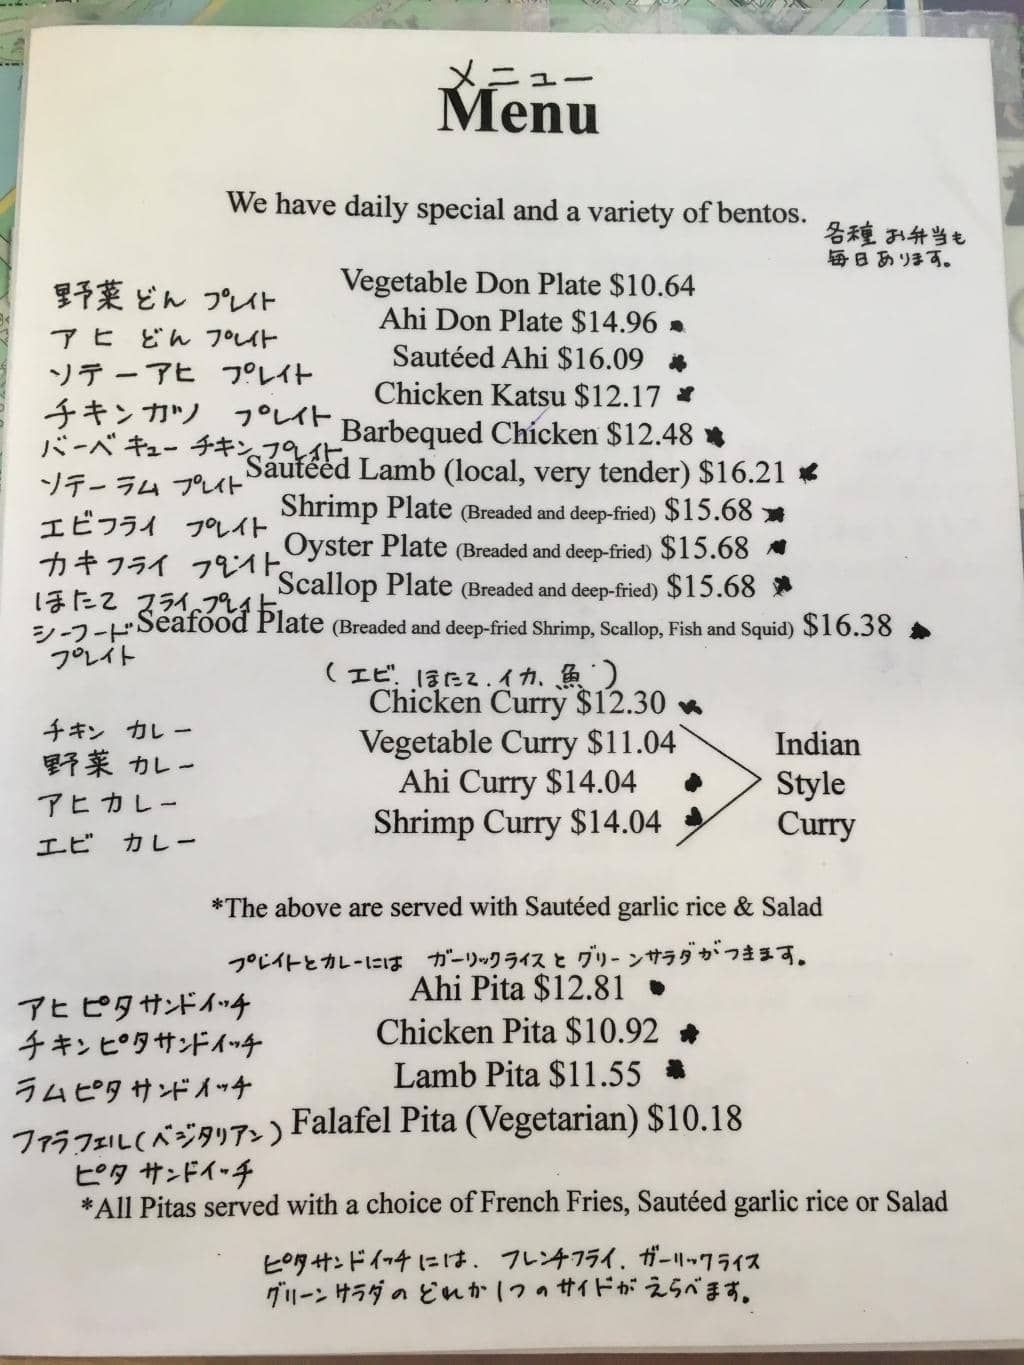 メニュー
Menu
We have daily special and a variety of bentos.
各種 お弁当も
毎日あります。
野菜どん プレイト Vegetable Don Plate $10.64
アヒ どん プレイト Ahi Don Plate $14.96
ソテーアヒ プレイト Sautéed Ahi $16.09
チキンカツ プレイト Chicken Katsu $12.17
バーベキューチキンプレイト Barbequed Chicken $12.48
ソテーラム プレイト Sautéed Lamb (local, very tender) $16.21
エビフライ プレイト Shrimp Plate (Breaded and deep-fried) $15.68
カキフライ プレイト Oyster Plate (Breaded and deep-fried) $15.68
ほたてフライプレイト Scallop Plate (Breaded and deep-fried) $15.68
シーフード Seafood Plate (Breaded and deep-fried Shrimp, Scallop, Fish and Squid) $16.38
プレイト
(エビ.ほたて.イカ.魚)
チキン カレー Chicken Curry $12.30
野菜 カレー Vegetable Curry $11.04 Indian
アヒカレー Ahi Curry $14.04 Style
エビ カレー Shrimp Curry $14.04 Curry
*The above are served with Sautéed garlic rice & Salad
プレイトとカレーには ガーリックライスとグリーンサラダがつきます。
アヒピタサンドイッチ Ahi Pita $12.81
チキンピタサンドイッチ Chicken Pita $10.92
ラムピタサンドイッチ Lamb Pita $11.55
ファラフェル(ベジタリアン) Falafel Pita (Vegetarian) $10.18
ピタサンドイッチ
*All Pitas served with a choice of French Fries, Sautéed garlic rice or Salad
ピタサンドイッチには.フレンチフライ.ガーリックライス
グリーンサラダのどれか1つのサイドがえらべます。